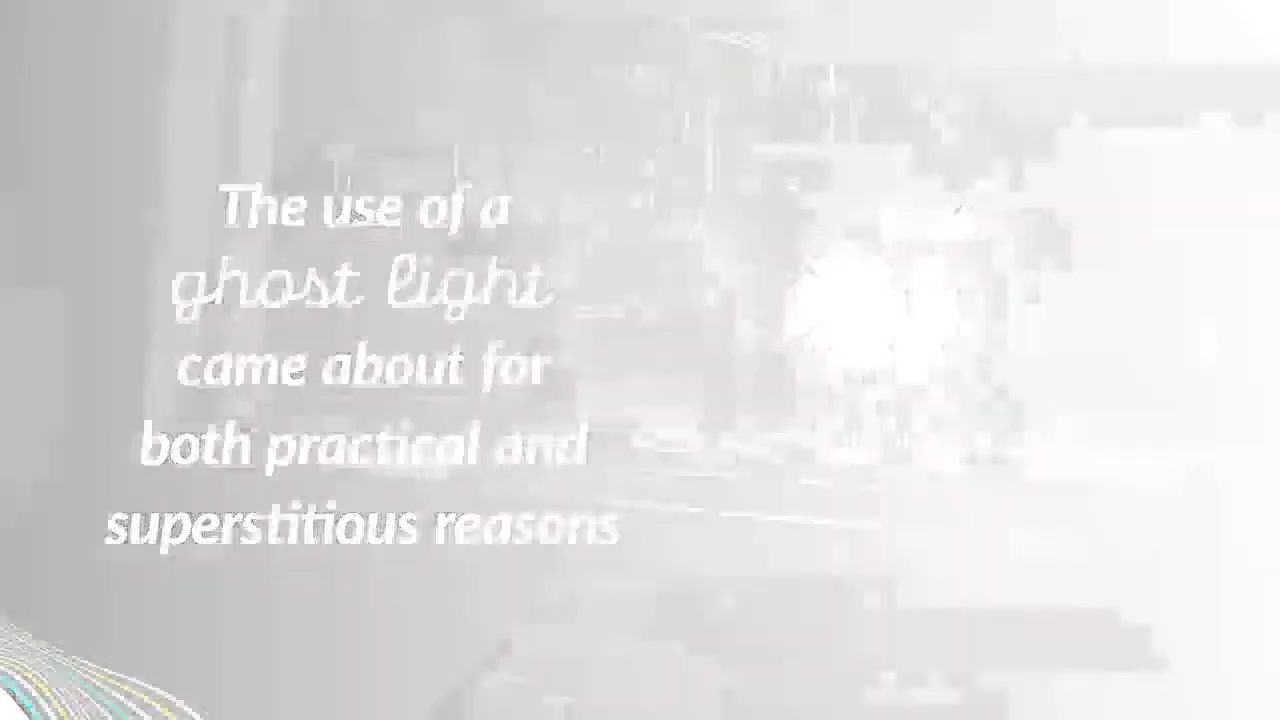 The use of a
ghost light
came about for
both practical and
superstitious reasons